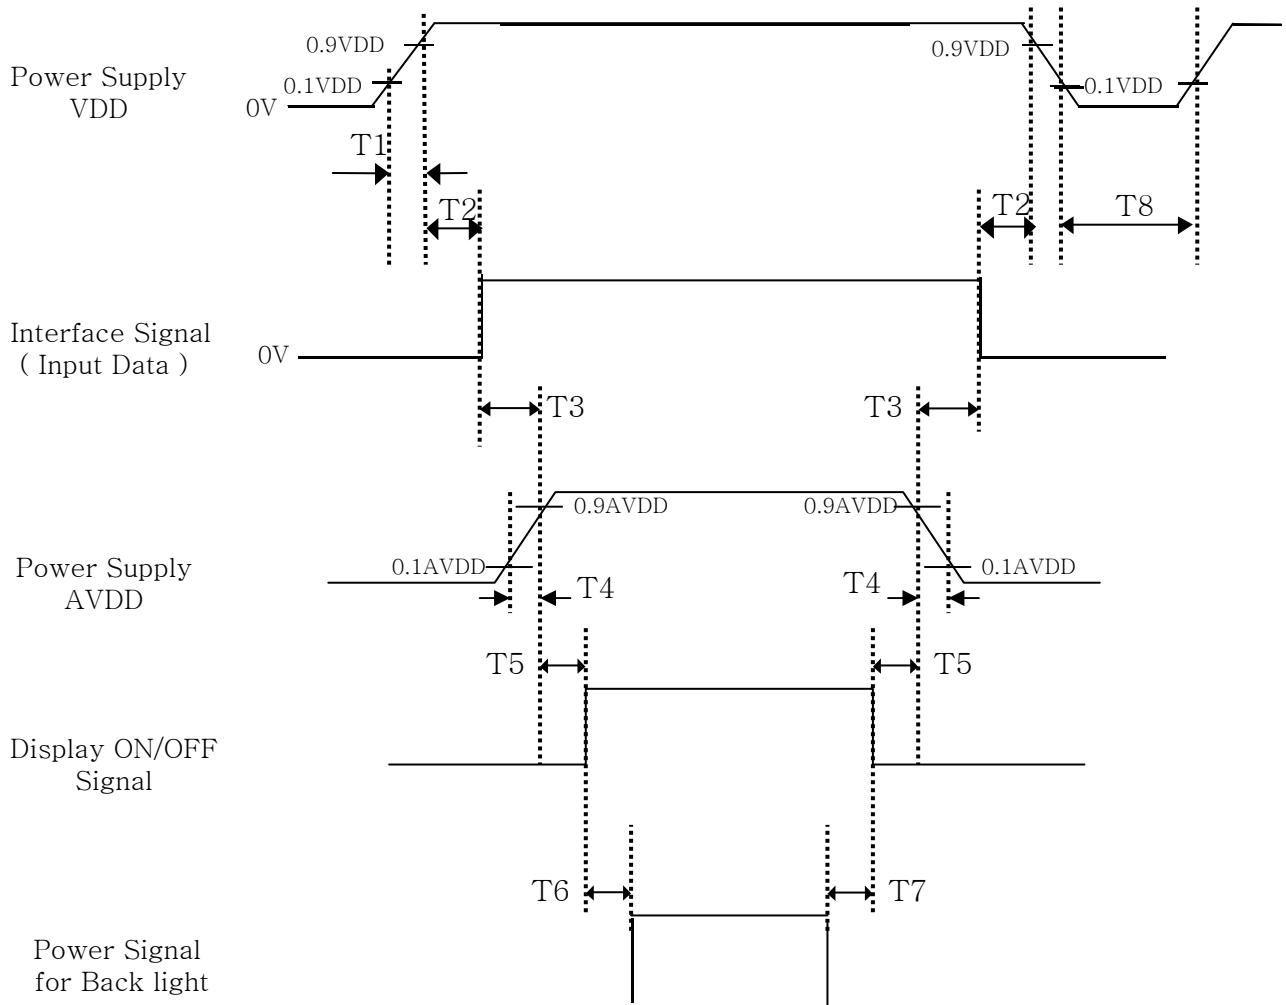 0.9VDD
0.9VDD
Power Supply
VDD
0.1VDD
0.1VDD
0V
T1
T2
T2
T8
Interface Signal
( Input Data )
0V
T3
T3
0.9AVDD
0.9AVDD
Power Supply
AVDD
0.1AVDD
0.1AVDD
T4
T4
T5
T5
Display ON/OFF
Signal
T6
T7
Power Signal
for Back light